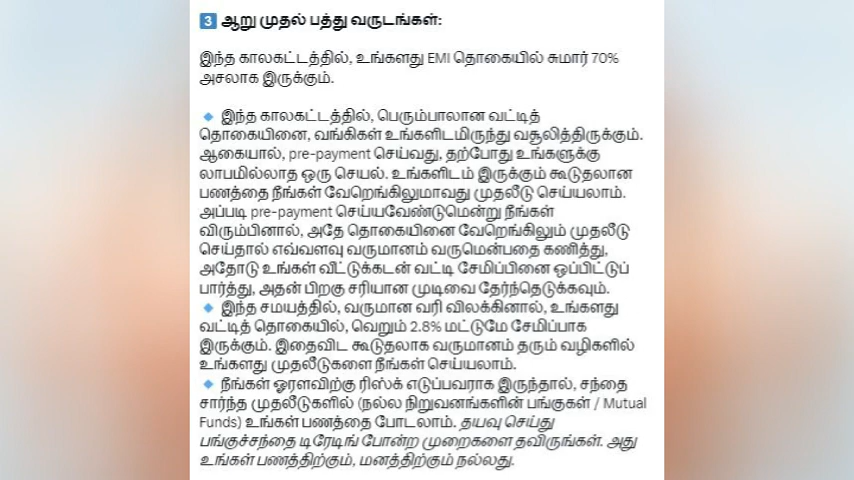 3 ஆறு முதல் பத்து வருடங்கள்:
இந்த காலகட்டத்தில், உங்களது EMI தொகையில் சுமார் 70%
அசலாக இருக்கும்.
இந்த காலகட்டத்தில், பெரும்பாலான வட்டித்
தொகையினை, வங்கிகள் உங்களிடமிருந்து வசூலித்திருக்கும்.
ஆகையால், pre-payment செய்வது, தற்போது உங்களுக்கு
லாபமில்லாத ஒரு செயல். உங்களிடம் இருக்கும் கூடுதலான
பணத்தை நீங்கள் வேறெங்கிலுமாவது முதலீடு செய்யலாம்.
அப்படி pre-payment செய்யவேண்டுமென்று நீங்கள்
விரும்பினால், அதே தொகையினை வேறெங்கிலும் முதலீடு
செய்தால் எவ்வளவு வருமானம் வருமென்பதை கணித்து,
அதோடு உங்கள் வீட்டுக்கடன் வட்டி சேமிப்பினை ஒப்பிட்டுப்
பார்த்து, அதன் பிறகு சரியான முடிவை தேர்ந்தெடுக்கவும்.
இந்த சமயத்தில், வருமான வரி விலக்கினால், உங்களது
வட்டித் தொகையில், வெறும் 2.8% மட்டுமே சேமிப்பாக
இருக்கும். இதைவிட கூடுதலாக வருமானம் தரும் வழிகளில்
உங்களது முதலீடுகளை நீங்கள் செய்யலாம்.
நீங்கள் ஓரளவிற்கு ரிஸ்க் எடுப்பவராக இருந்தால், சந்தை
சார்ந்த முதலீடுகளில் (நல்ல நிறுவனங்களின் பங்குகள் / Mutual
Funds) உங்கள் பணத்தை போடலாம். தயவு செய்து
பங்குச்சந்தை டிரேடிங் போன்ற முறைகளை தவிருங்கள். அது
உங்கள் பணத்திற்கும், மனத்திற்கும் நல்லது.